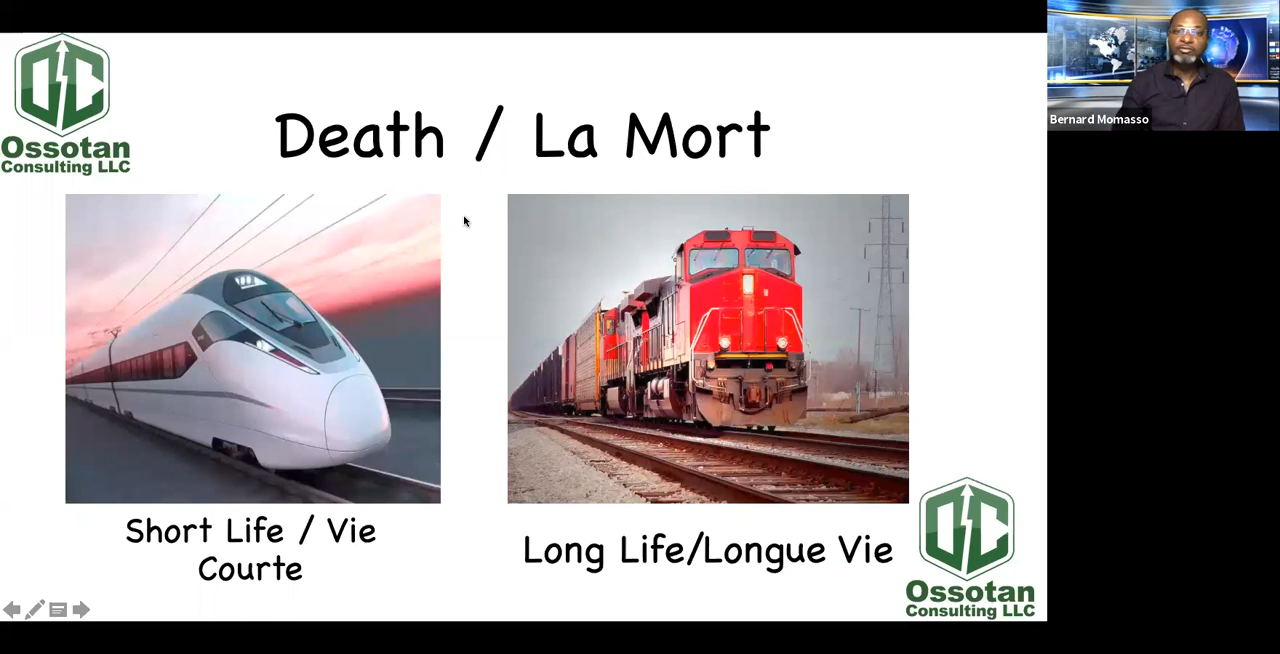 Ossotan
Consulting LLC
Death / La Mort
Bernard Momasso
Short Life / Vie
Courte
Long Life/Longue Vie
Ossotan
Consulting LLC